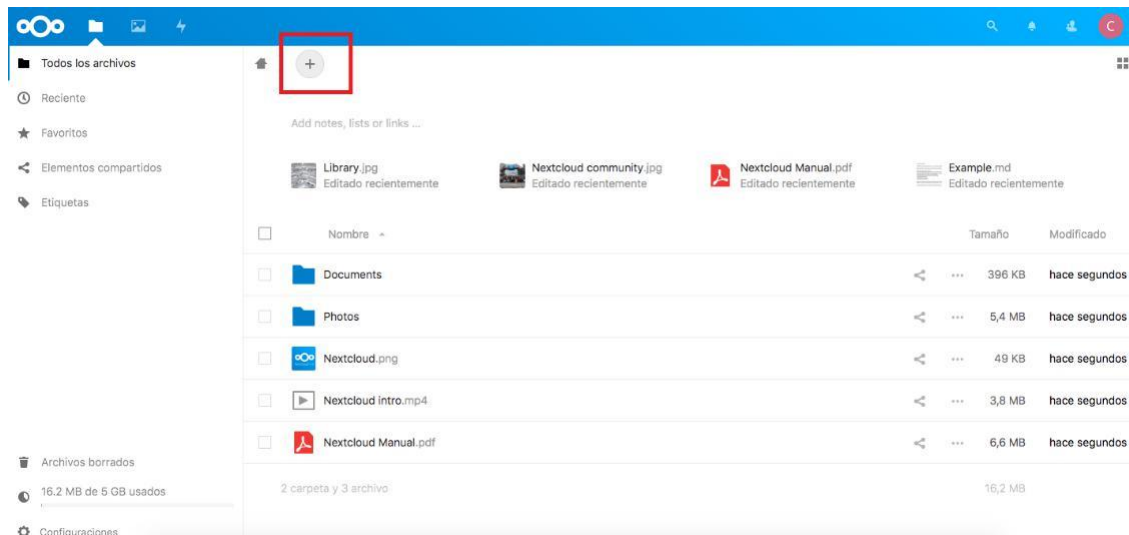 C
Todos los archivos
Reciente
Favoritos
Elementos compartidos
Etiquetas
Add notes, lists or links ...
Library.jpg
Editado recientemente
Nextcloud community.jpg
Editado recientemente
Nextcloud Manual.pdf
Editado recientemente
Example.md
Editado recientemente
Nombre Tamaño Modificado
Documents 396 KB hace segundos
Photos 5,4 MB hace segundos
Nextcloud.png 49 KB hace segundos
Nextcloud intro.mp4 3,8 MB hace segundos
Nextcloud Manual.pdf 6,6 MB hace segundos
2 carpeta y 3 archivo 16,2 MB
Archivos borrados
16.2 MB de 5 GB usados
Configuraciones